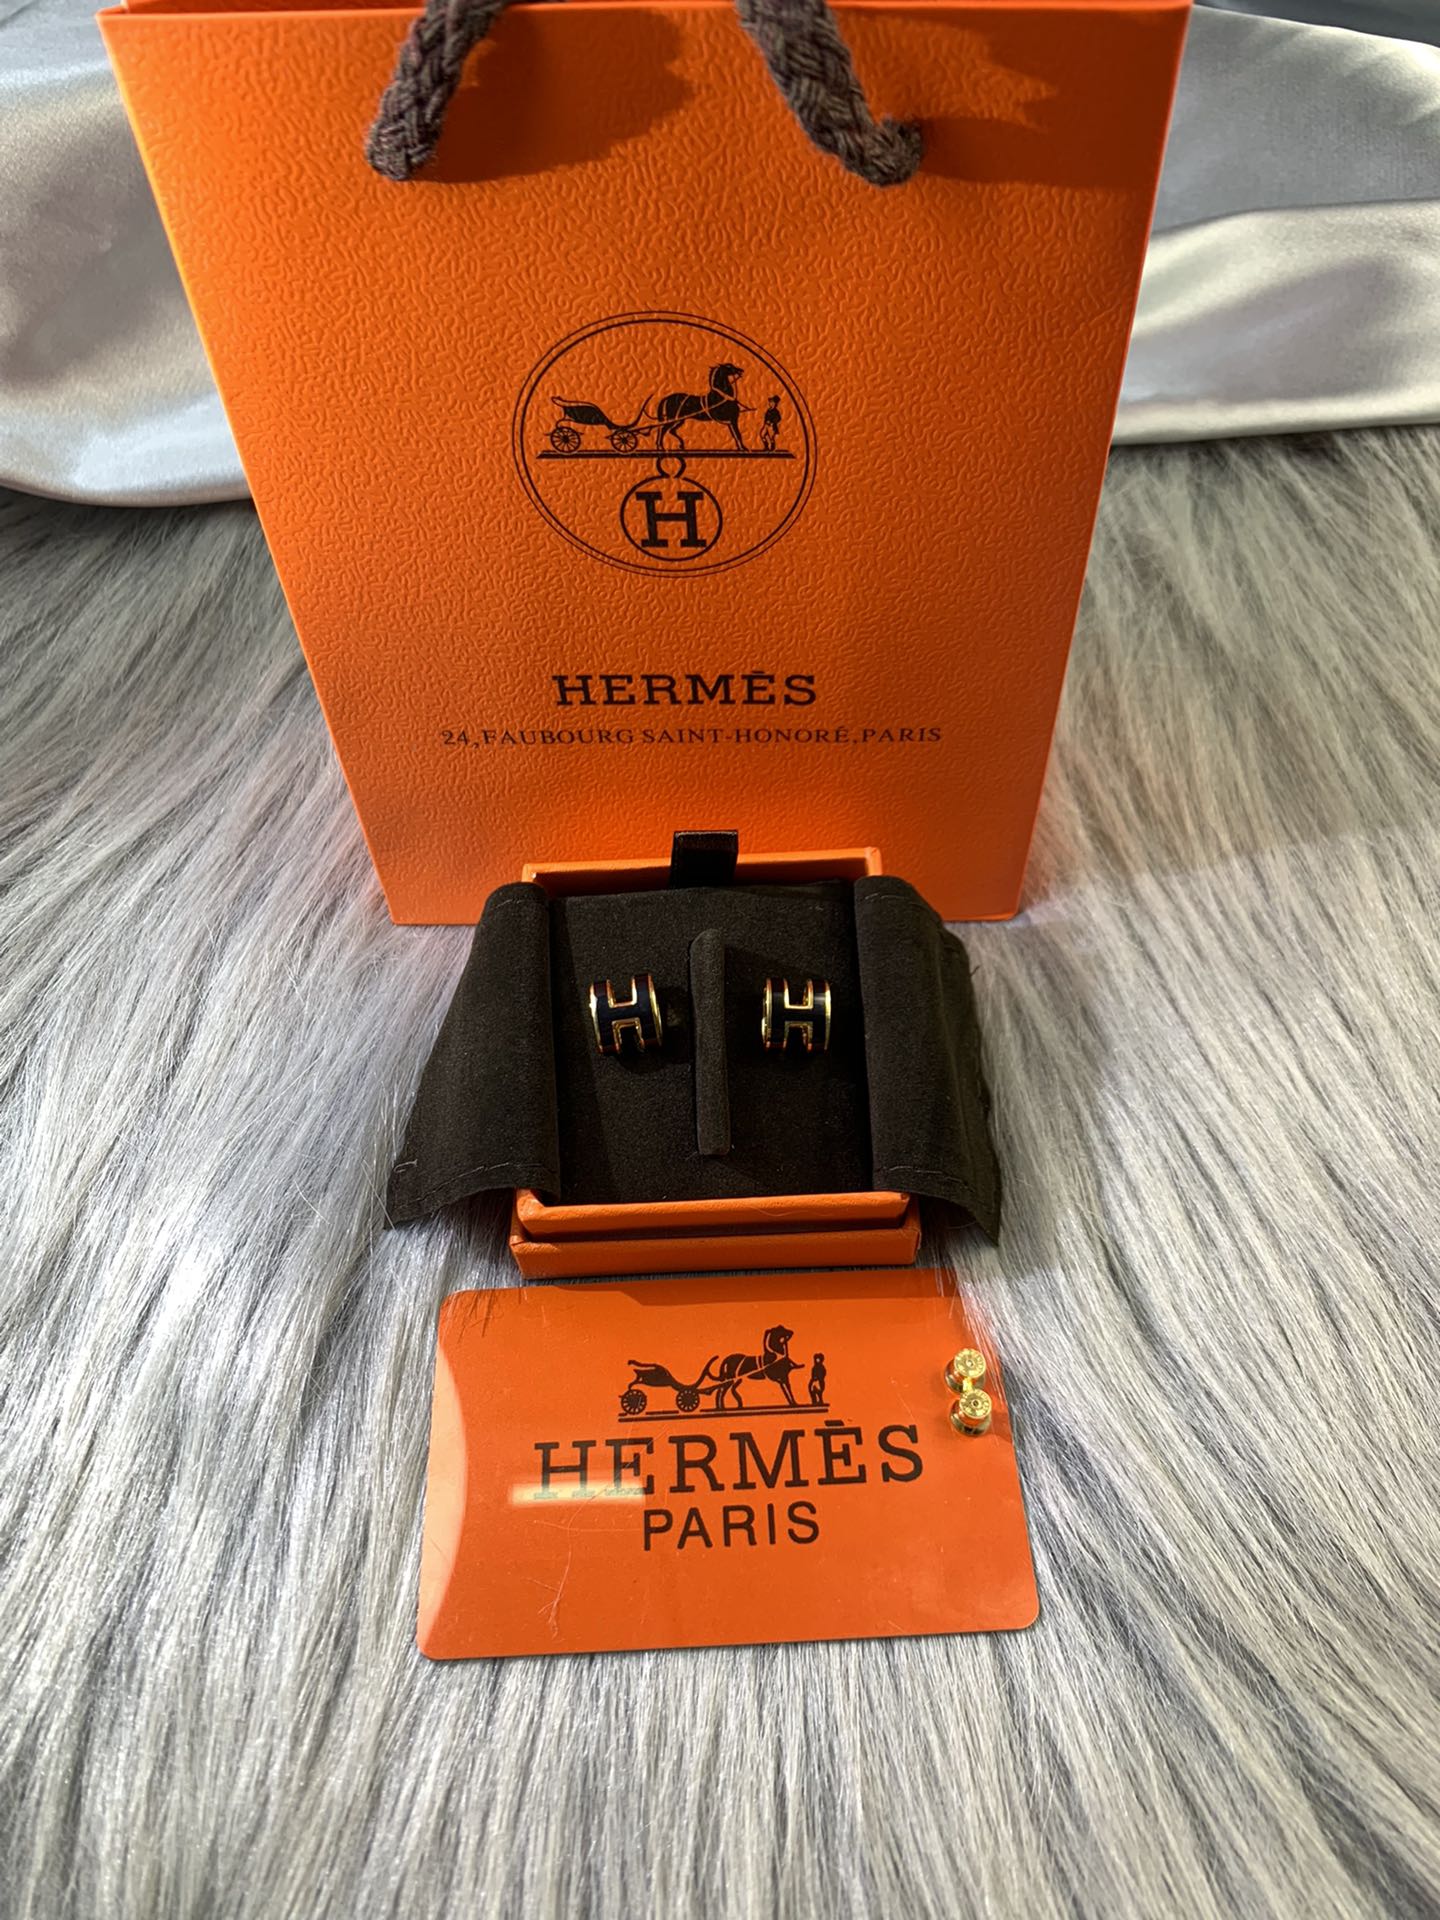 H
HERMÈS
24,FAUBOURG SAINT-HONORÉ,PARIS
H H
HERMÈS
PARIS